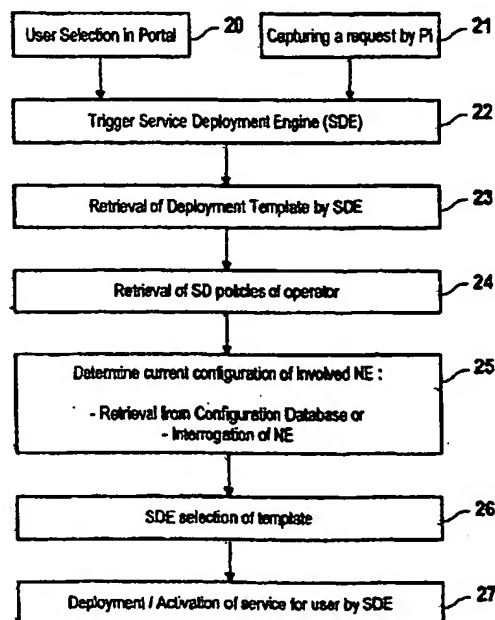 User Selection in Portal
20
Capturing a request by PI
21
Trigger Service Deployment Engine (SDE)
22
Retrieval of Deployment Template by SDE
23
Retrieval of SD policies of operator
24
Determine current configuration of Involved NE :
25
- Retrieval from Configuration Database or
- Interrogation of NE
SDE selection of template
26
Deployment / Activation of service for user by SDE
27